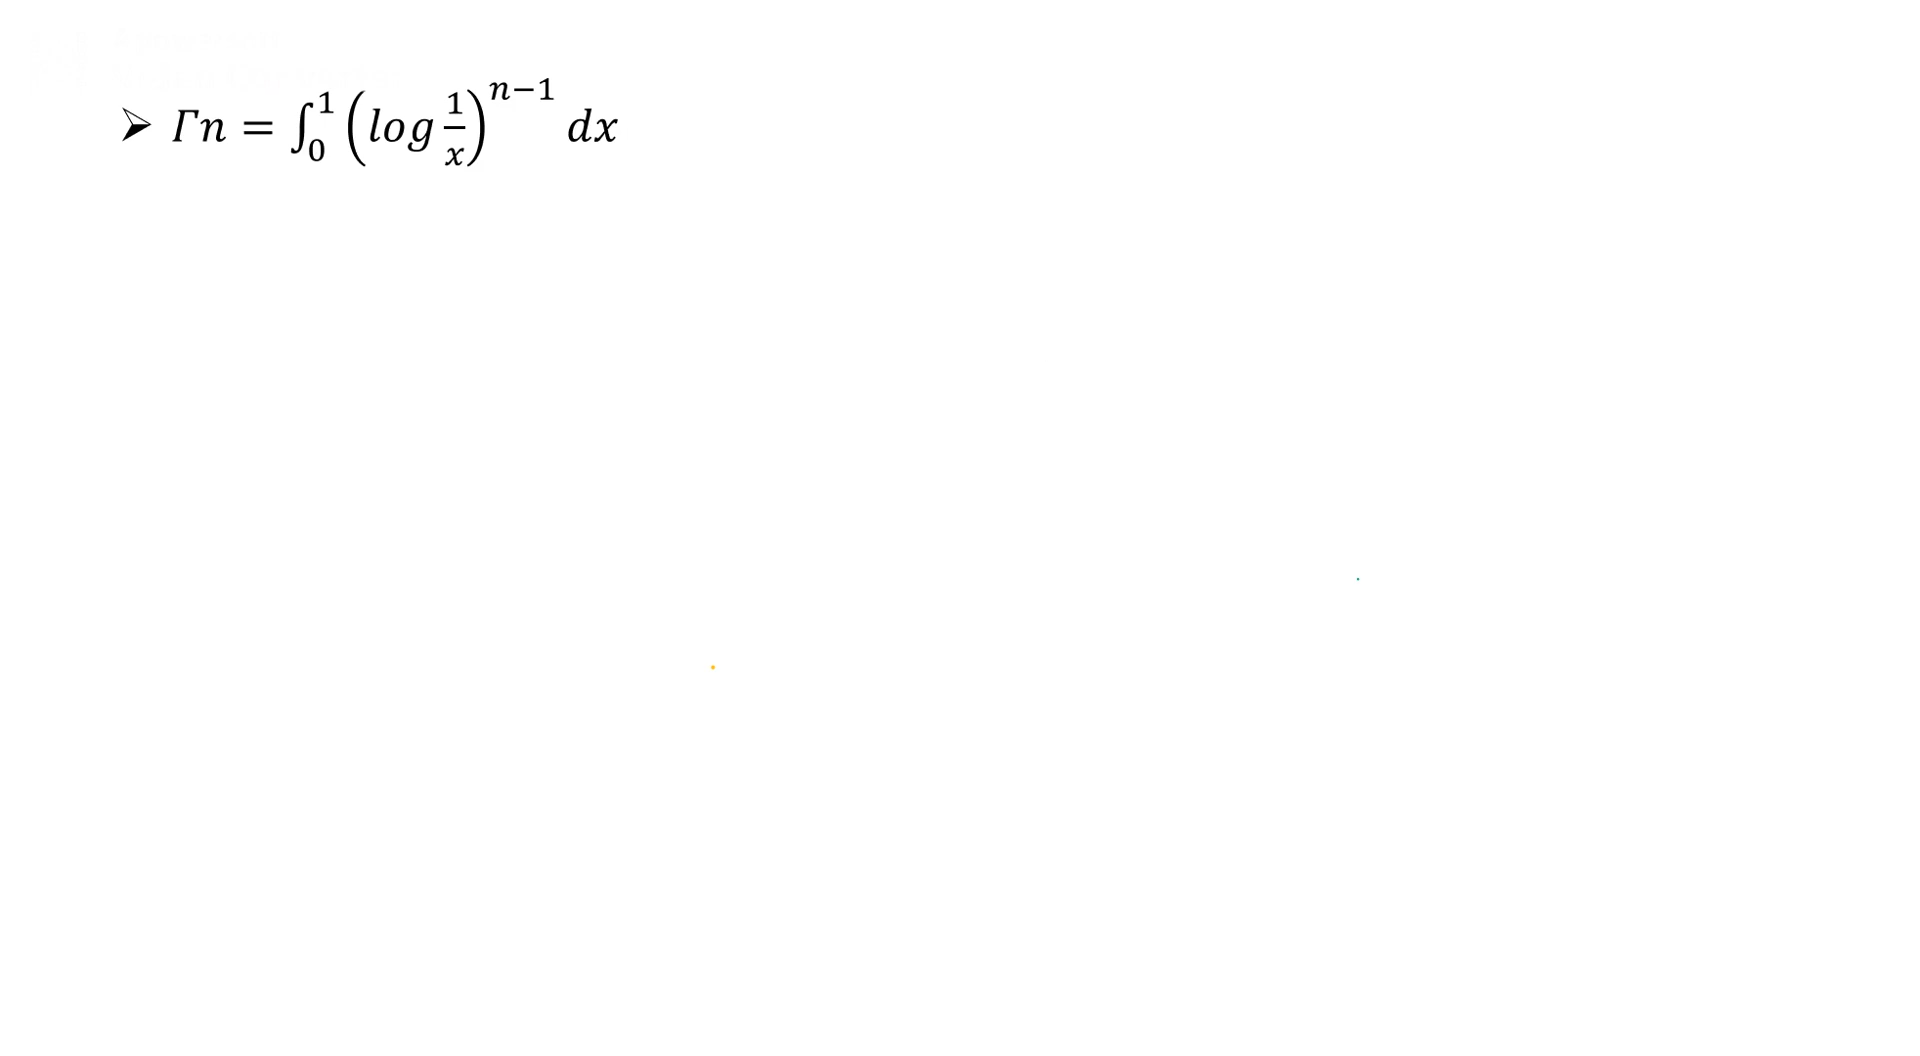 ➢ Γn = ∫₀¹ (log 1/x)ⁿ⁻¹ dx